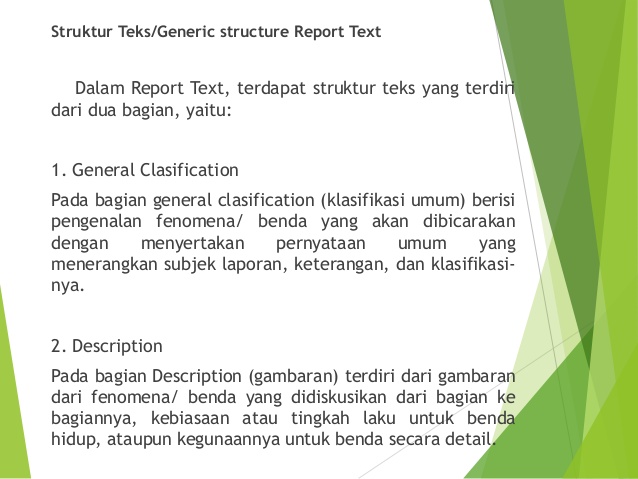 Struktur Teks/Generic structure Report Text
Dalam Report Text, terdapat struktur teks yang terdiri
dari dua bagian, yaitu:
1. General Clasification
Pada bagian general clasification (klasifikasi umum) berisi
pengenalan fenomena/ benda yang akan dibicarakan
dengan menyertakan pernyataan umum yang
menerangkan subjek laporan, keterangan, dan klasifikasi-
nya.
2. Description
Pada bagian Description (gambaran) terdiri dari gambaran
dari fenomena/ benda yang didiskusikan dari bagian ke
bagiannya, kebiasaan atau tingkah laku untuk benda
hidup, ataupun kegunaannya untuk benda secara detail.